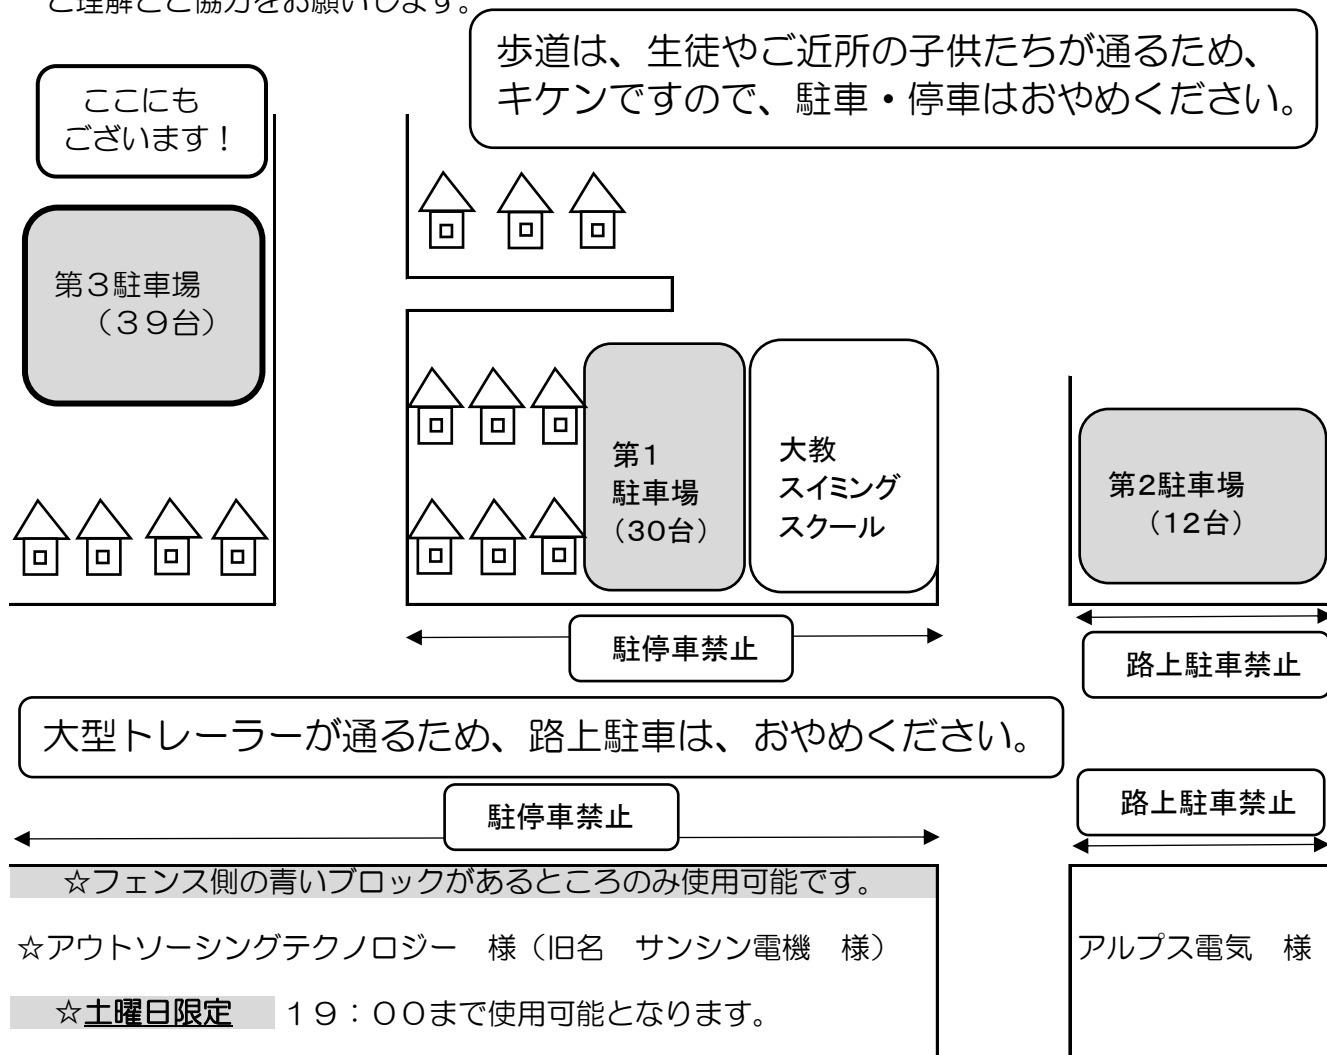 ご理解とご協力をお願いします。
歩道は、生徒やご近所の子供たちが通るため、
キケンですので、駐車・停車はおやめください。
ここにも
ございます！
第３駐車場
（３９台）
第1
駐車場
（30台）
大教
スイミング
スクール
第2駐車場
（12台）
駐停車禁止
路上駐車禁止
大型トレーラーが通るため、路上駐車は、おやめください。
駐停車禁止
路上駐車禁止
☆フェンス側の青いブロックがあるところのみ使用可能です。
☆アウトソーシングテクノロジー　様（旧名　サンシン電機　様）
アルプス電気　様
☆土曜日限定　１９：００まで使用可能となります。